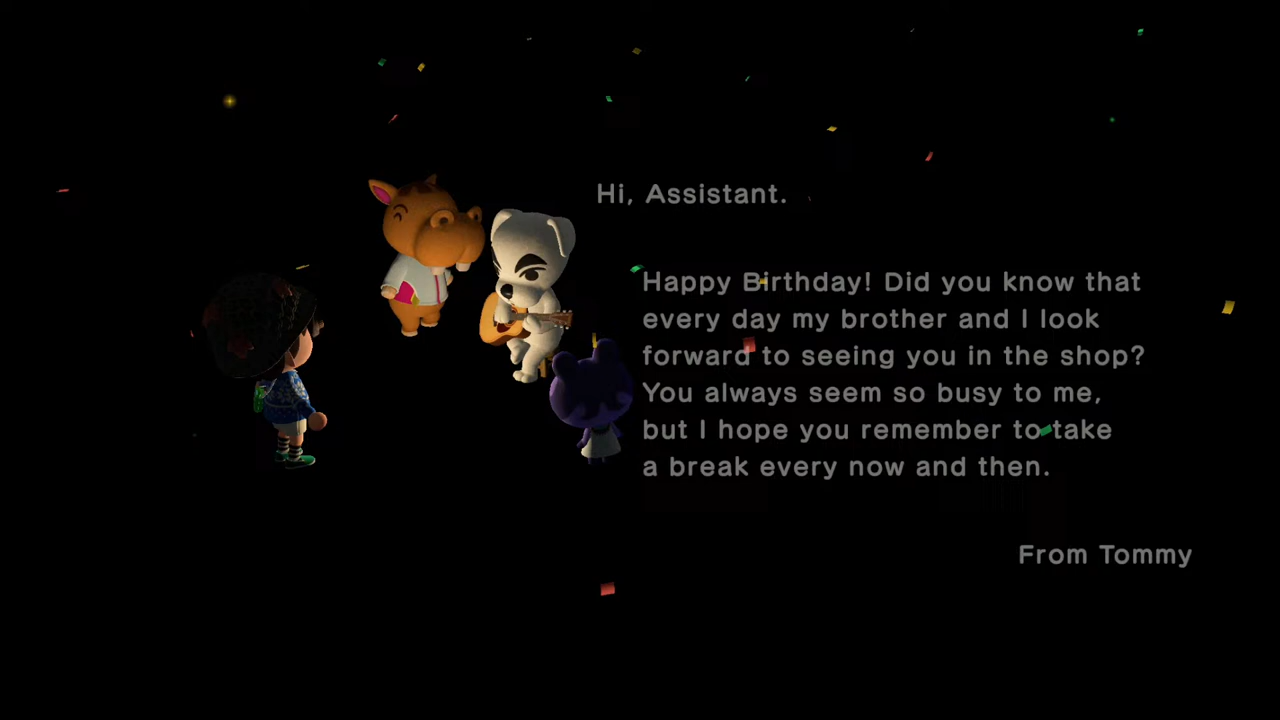 Hi, Assistant.
Happy Birthday! Did you know that
every day my brother and I look
forward to seeing you in the shop?
You always seem so busy to me,
but I hope you remember to take
a break every now and then.
From Tommy